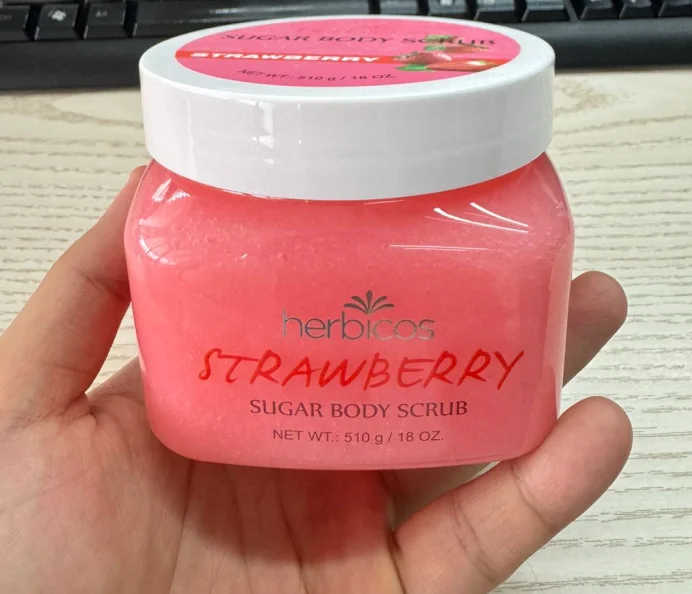 SUGAR BODY SCRUB
STRAWBERRY
NET WT. 510 g / 18 OZ.
herbicos
STRAWBERRY
SUGAR BODY SCRUB
NET WT.: 510 g / 18 OZ.